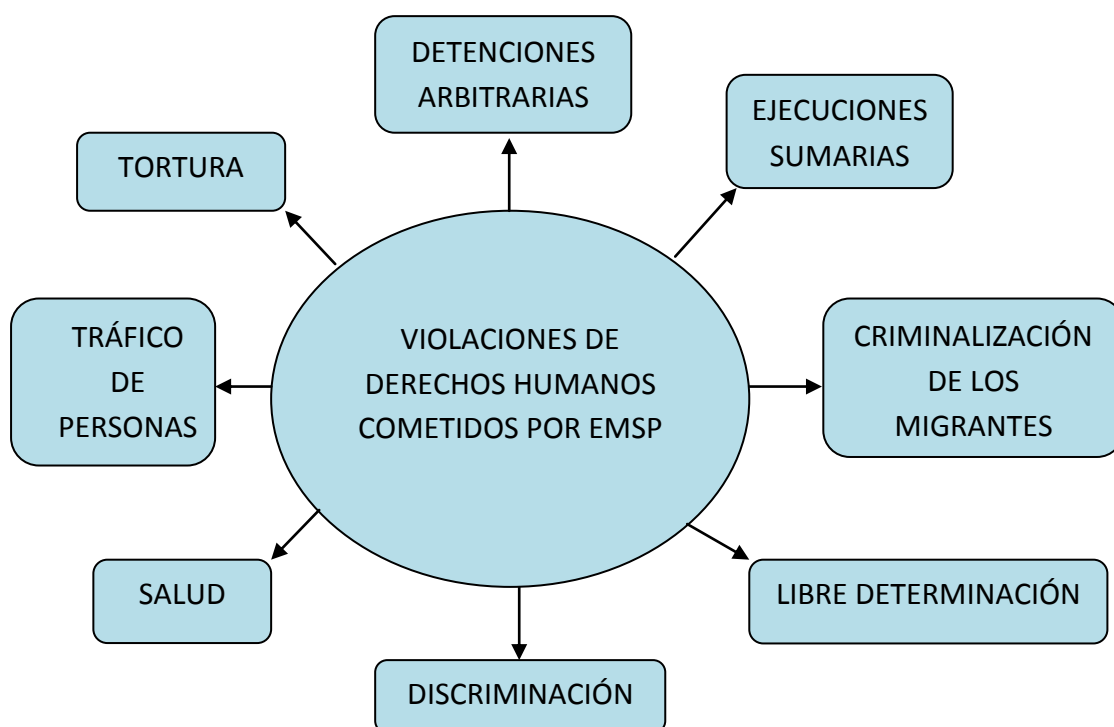 DETENCIONES
ARBITRARIAS
EJECUCIONES
SUMARIAS
TORTURA
TRÁFICO
DE
PERSONAS
VIOLACIONES DE
DERECHOS HUMANOS
COMETIDOS POR EMSP
CRIMINALIZACIÓN
DE LOS
MIGRANTES
SALUD
LIBRE DETERMINACIÓN
DISCRIMINACIÓN